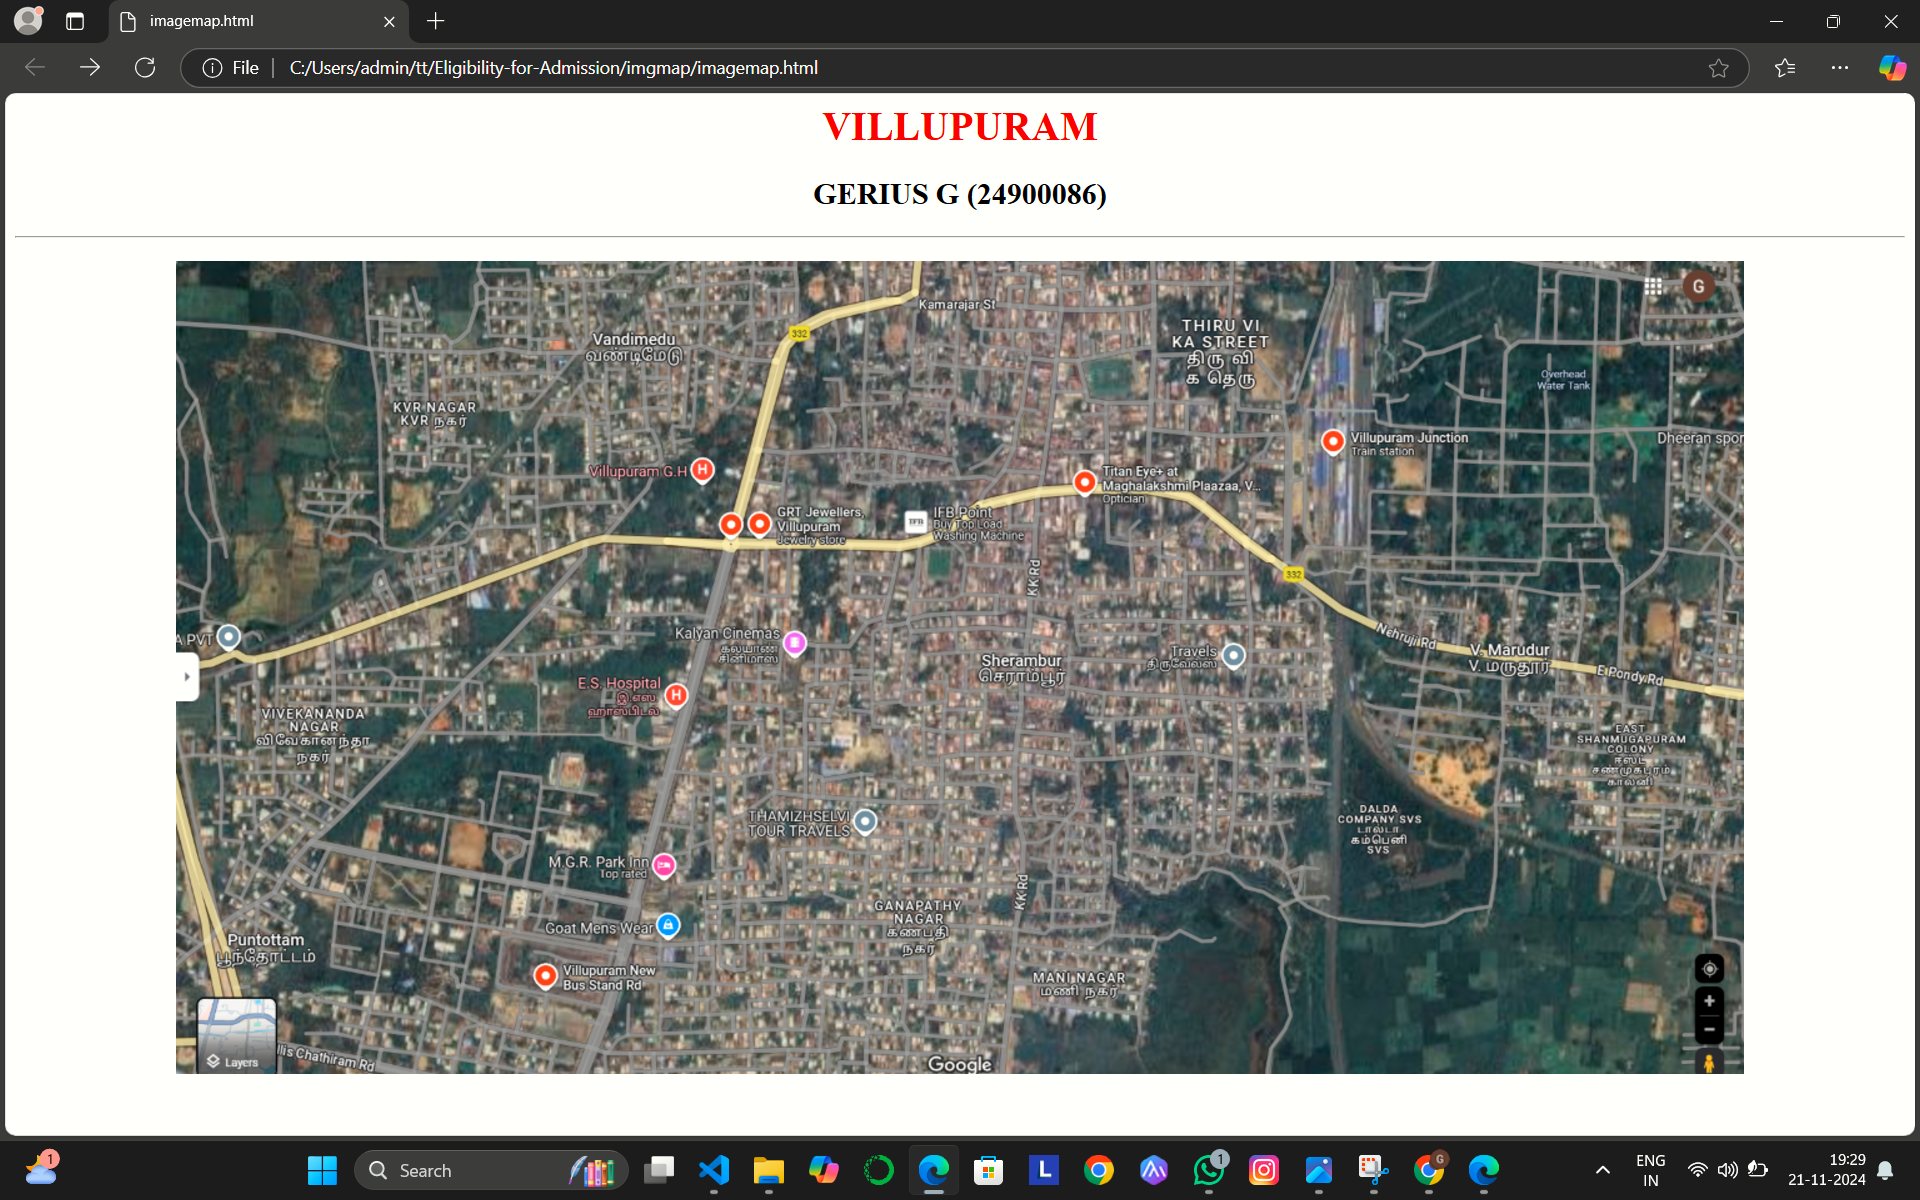 imagemap.html
File
C:/Users/admin/tt/Eligibility-for-Admission/imgmap/imagemap.html
VILLUPURAM
GERIUS G (24900086)
Kamarajar St
G
332
THIRU VI
KA STREET
திரு வி
க தெரு
Vandimedu
வண்டிமேடு
Overhead
Water Tank
KVR NAGAR
KVR நகர்
Villupuram Junction
Train station
Dheeran spor
Villupuram G.H
H
Titan Eye+ at
Maghalakshmi Plaazaa, V...
Optician
GRT Jewellers,
Villupuram
Jewelry store
IFB
IFB Point
Buy Top Load
Washing Machine
KK Rd
332
A PVT
Kalyan Cinemas
கல்யாண்
சினிமாஸ்
Nehruji Rd
V. Marudur
V. மருதூர்
Sherambur
செராம்பூர்
Travels
திருவேலஸ்
E Pondy Rd
E.S. Hospital
இ.எஸ்
ஹாஸ்பிடல்
H
VIVEKANANDA
NAGAR
விவேகானந்தா
நகர்
EAST
SHANMUGAPURAM
COLONY
ஈஸ்ட்
சண்முகபுரம்
காலனி
DALDA
COMPANY SVS
டால்டா
கம்பெனி
SVS
THAMIZHSELVI
TOUR TRAVELS
M.G.R. Park Inn
Top rated
KK Rd
GANAPATHY
NAGAR
கணபதி
நகர்
Goat Mens Wear
Puntottam
பூந்தோட்டம்
Villupuram New
Bus Stand Rd
MANI NAGAR
மணி நகர்
Layers
llis Chathiram Rd
Google
1
Search
L
1
G
ENG
IN
19:29
21-11-2024